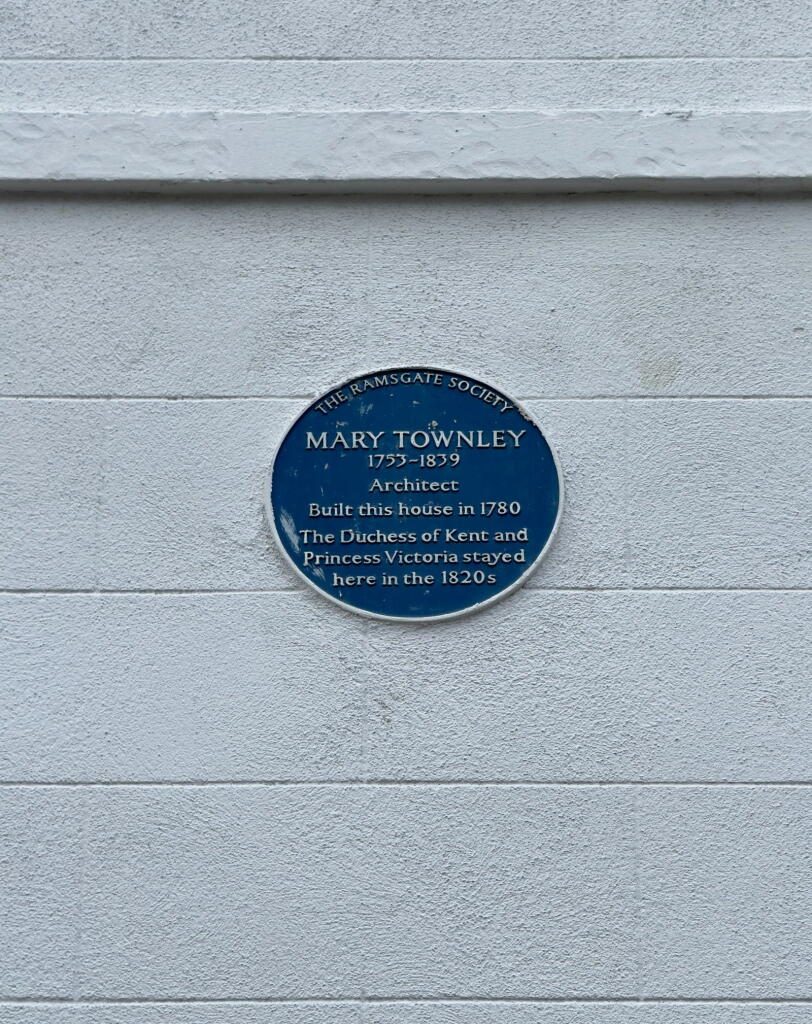 THE RAMSGATE SOCIETY
MARY TOWNLEY
1753-1839
Architect
Built this house in 1780
The Duchess of Kent and
Princess Victoria stayed
here in the 1820s